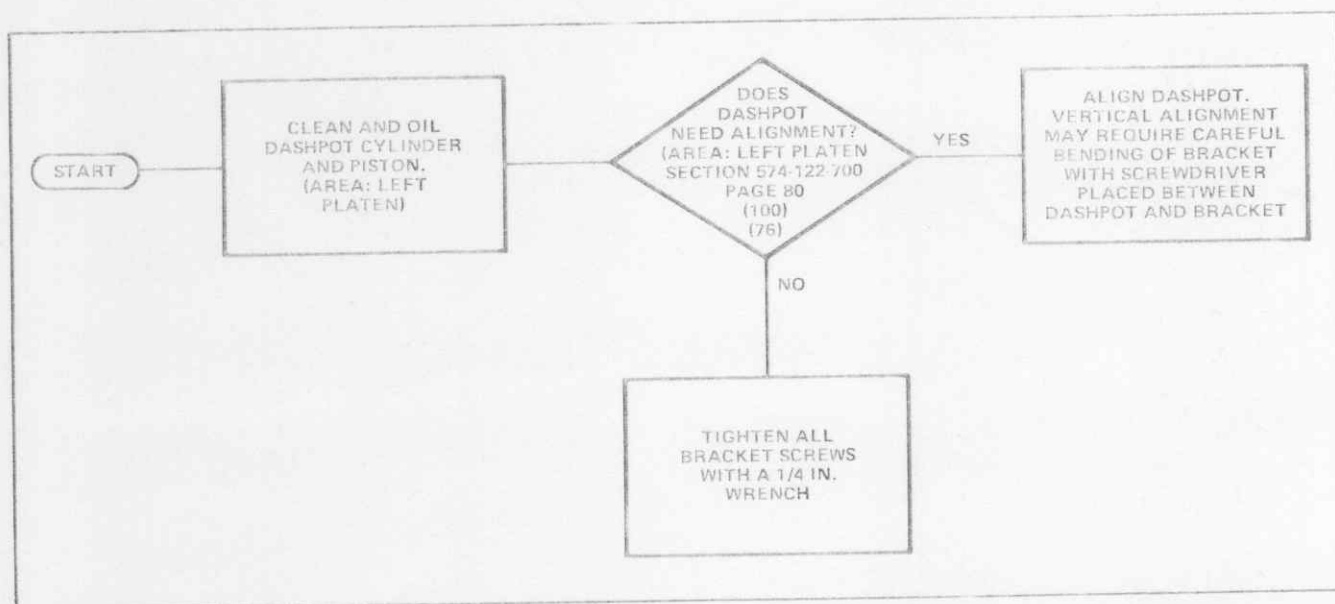 START
CLEAN AND OIL
DASHPOT CYLINDER
AND PISTON.
(AREA: LEFT
PLATEN)
DOES
DASHPOT
NEED ALIGNMENT?
(AREA: LEFT PLATEN
SECTION 574-122-700
PAGE 80
(100)
(76)
YES
ALIGN DASHPOT.
VERTICAL ALIGNMENT
MAY REQUIRE CAREFUL
BENDING OF BRACKET
WITH SCREWDRIVER
PLACED BETWEEN
DASHPOT AND BRACKET
NO
TIGHTEN ALL
BRACKET SCREWS
WITH A 1/4 IN.
WRENCH